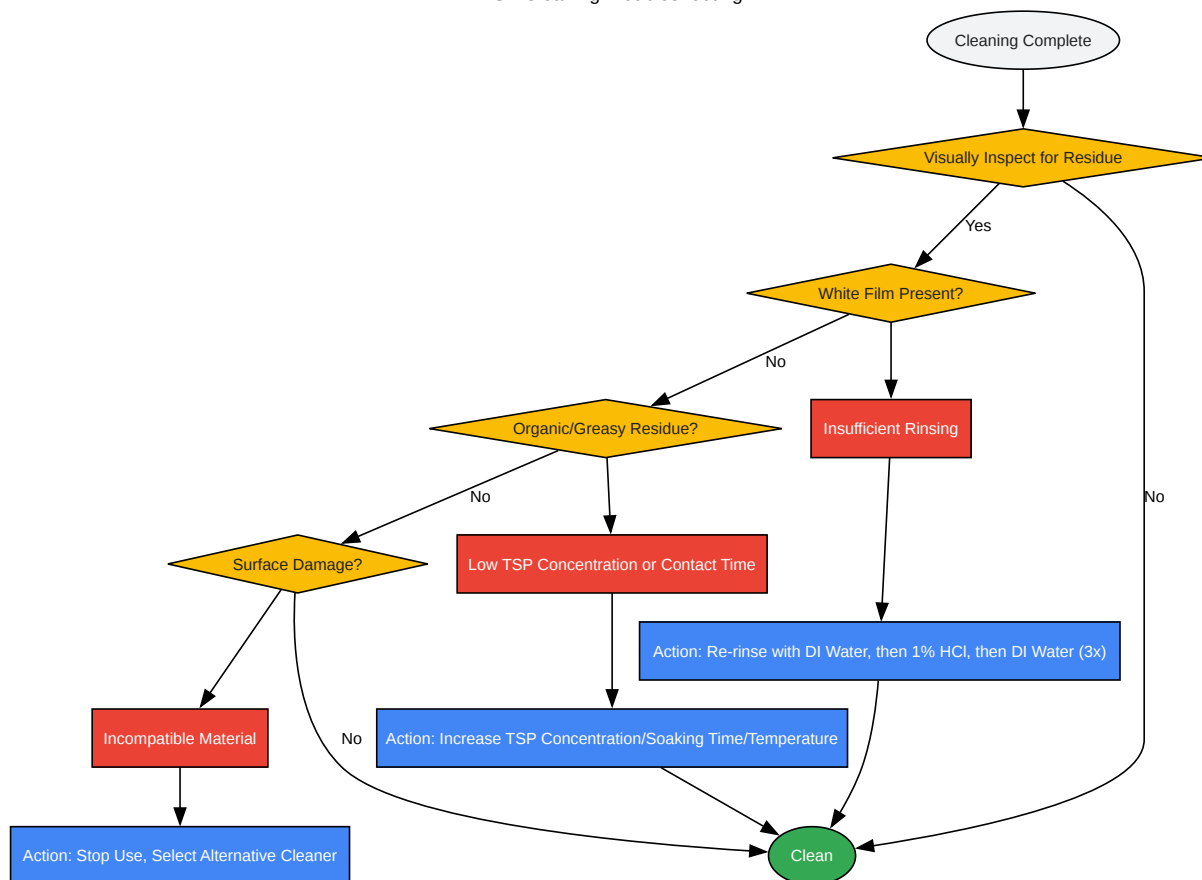 Cleaning Complete
Visually Inspect for Residue
Yes
White Film Present?
No
Organic/Greasy Residue?
Insufficient Rinsing
No
No
Surface Damage?
Low TSP Concentration or Contact Time
Action: Re-rinse with DI Water, then 1% HCl, then DI Water (3x)
Incompatible Material
No
Action: Increase TSP Concentration/Soaking Time/Temperature
Action: Stop Use, Select Alternative Cleaner
Clean